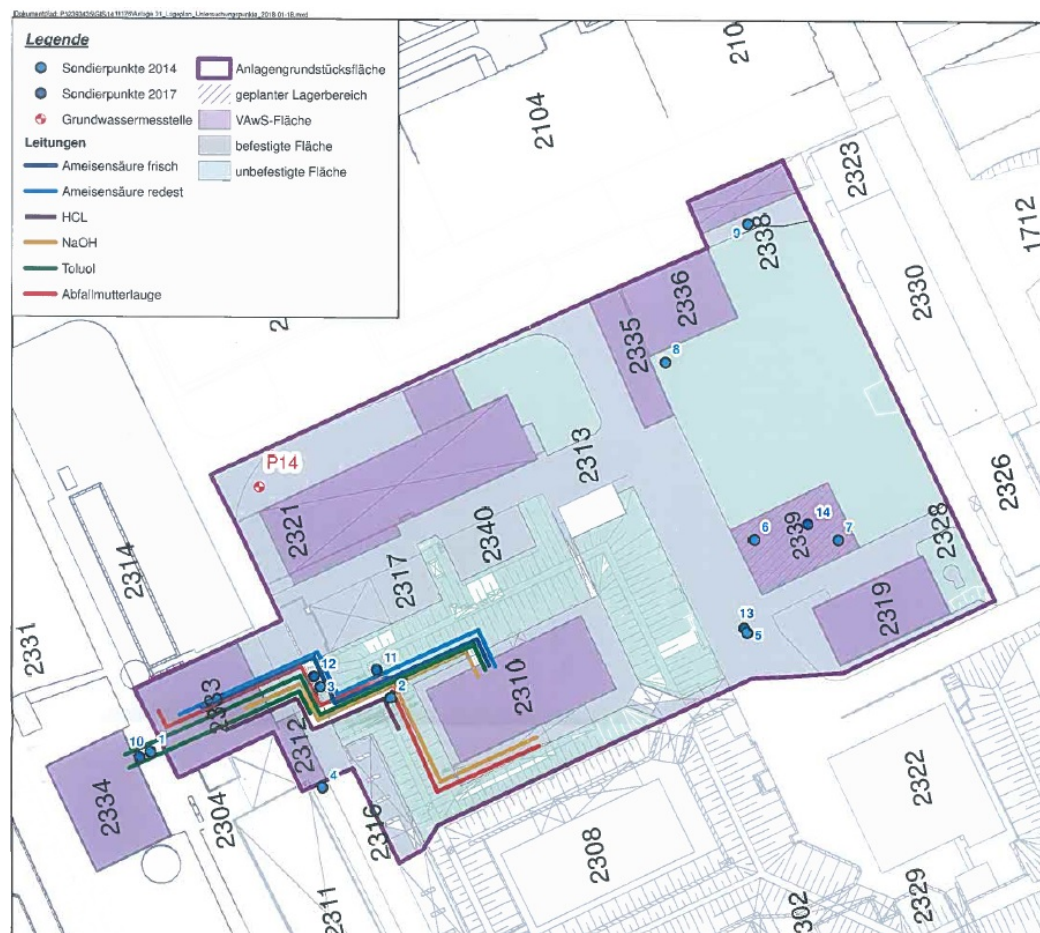 Legende
Sondierpunkte 2014
Sondierpunkte 2017
Grundwassermesstelle
Leitungen
Ameisensäure frisch
Ameisensäure redest
HCL
NaOH
Toluol
Abfallmutterlauge
Anlagengrundstücksfläche
geplanter Lagerbereich
VAwS-Fläche
befestigte Fläche
unbefestigte Fläche
2104
210
2323
1712
2338
9
2330
2336
2335
8
2313
P14
2326
2321
2340
14
6
2339
7
2328
2314
2317
13
5
2319
2331
12
11
3
2
2310
2333
10
1
2312
4
2334
2304
2316
2322
2308
2311
2302
2329